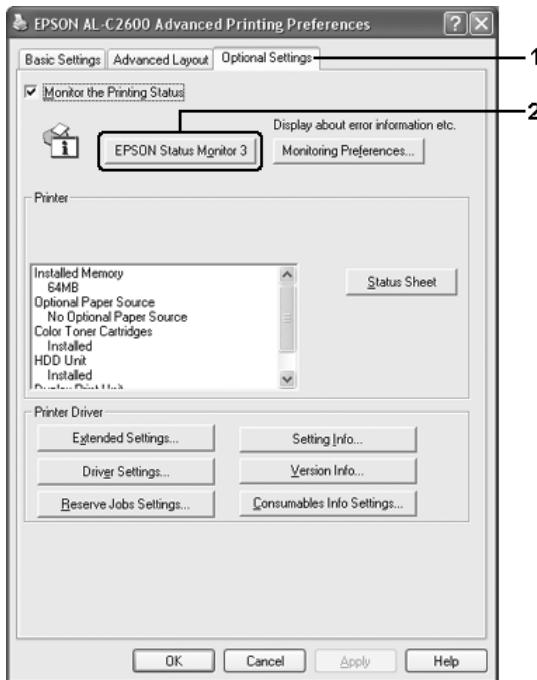 EPSON AL-C2600 Advanced Printing Preferences
Basic Settings Advanced Layout Optional Settings 1
Monitor the Printing Status
2
Display about error information etc.
EPSON Status Monitor 3 Monitoring Preferences...
Printer
Installed Memory
64MB
Optional Paper Source
No Optional Paper Source
Color Toner Cartridges
Installed
HDD Unit
Installed
Status Sheet
Printer Driver
Extended Settings... Setting Info...
Driver Settings... Version Info...
Reserve Jobs Settings... Consumables Info Settings...
OK Cancel Apply Help